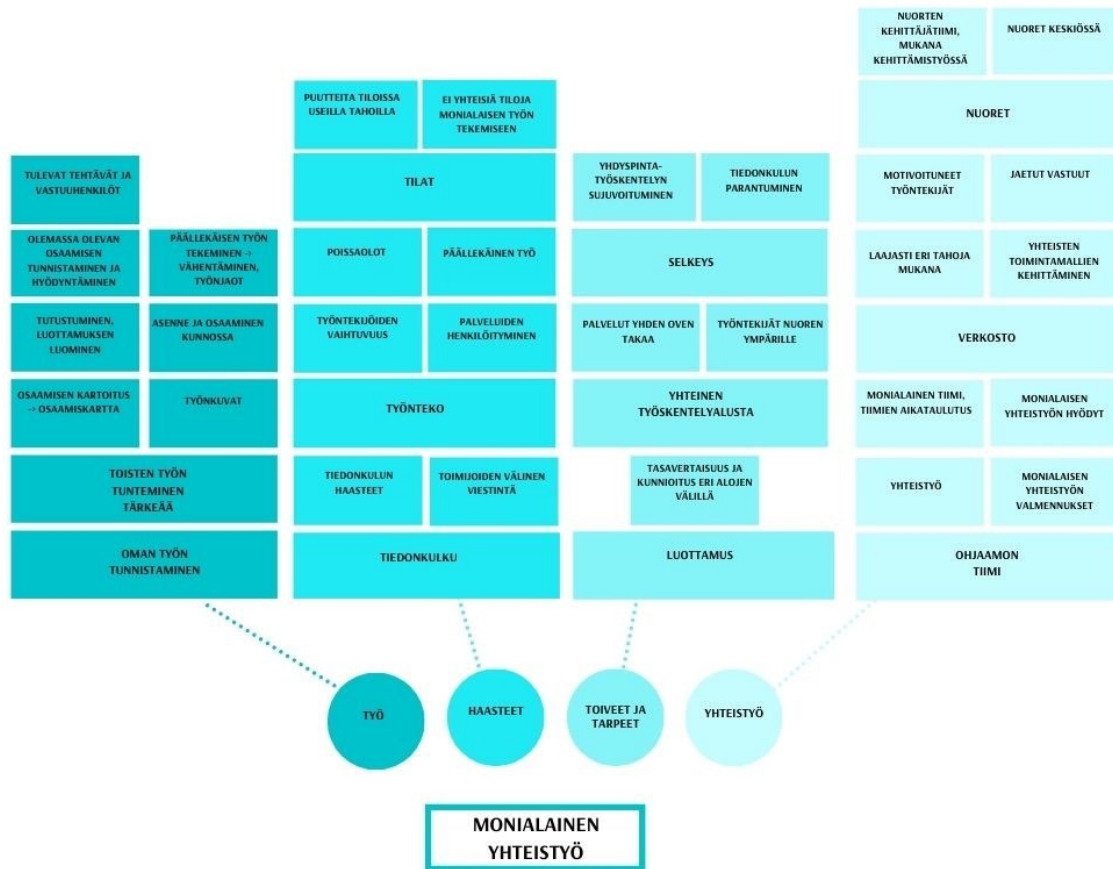 NUORTEN
KEHITTÄJÄTIIMI,
MUKANA
KEHITTÄMISTYÖSSÄ
NUORET KESKIÖSSÄ
NUORET
MOTIVOITUNEET
TYÖNTEKIJÄT
JAETUT VASTUUT
LAAJASTI ERI TAHOJA
MUKANA
YHTEISTEN
TOIMINTAMALLIEN
KEHITTÄMINEN
VERKOSTO
MONIALAINEN TIIMI,
TIIMIEN AIKATAULUTUS
MONIALAISEN
YHTEISTYÖN HYÖDYT
YHTEISTYÖ
MONIALAISEN
YHTEISTYÖN
VALMENNUKSET
OHJAAMON
TIIMI
PUUTTEITA TILOISSA
USEILLA TAHOILLA
EI YHTEISIÄ TILOJA
MONIALAISEN TYÖN
TEKEMISEEN
TILAT
POISSAOLOT
PÄÄLLEKÄINEN TYÖ
TYÖNTEKIJÖIDEN
VAIHTUVUUS
PALVELUIDEN
HENKILÖITYMINEN
TYÖNTEKO
TIEDONKULUN
HAASTEET
TOIMIJOIDEN VÄLINEN
VIESTINTÄ
TIEDONKULKU
YHDYSPINTA-
TYÖSKENTELYN
SUJUVOITUMINEN
TIEDONKULUN
PARANTUMINEN
SELKEYS
PALVELUT YHDEN OVEN
TAKAA
TYÖNTEKIJÄT NUOREN
YMPÄRILLE
YHTEINEN
TYÖSKENTELYALUSTA
TASAVERTAISUUS JA
KUNNIOITUS ERI ALOJEN
VÄLILLÄ
LUOTTAMUS
TULEVAT TEHTÄVÄT JA
VASTUUHENKILÖT
OLEMASSA OLEVAN
OSAAMISEN
TUNNISTAMINEN JA
HYÖDYNTÄMINEN
PÄÄLLEKÄISEN TYÖN
TEKEMINEN ->
VÄHENTÄMINEN,
TYÖNJAOT
TUTUSTUMINEN,
LUOTTAMUKSEN
LUOMINEN
ASENNE JA OSAAMINEN
KUNNOSSA
OSAAMISEN KARTOITUS
-> OSAAMISKARTTA
TYÖNKUVAT
TOISTEN TYÖN
TUNTEMINEN
TÄRKEÄÄ
OMAN TYÖN
TUNNISTAMINEN
TYÖ
HAASTEET
TOIVEET JA
TARPEET
YHTEISTYÖ
MONIALAINEN
YHTEISTYÖ